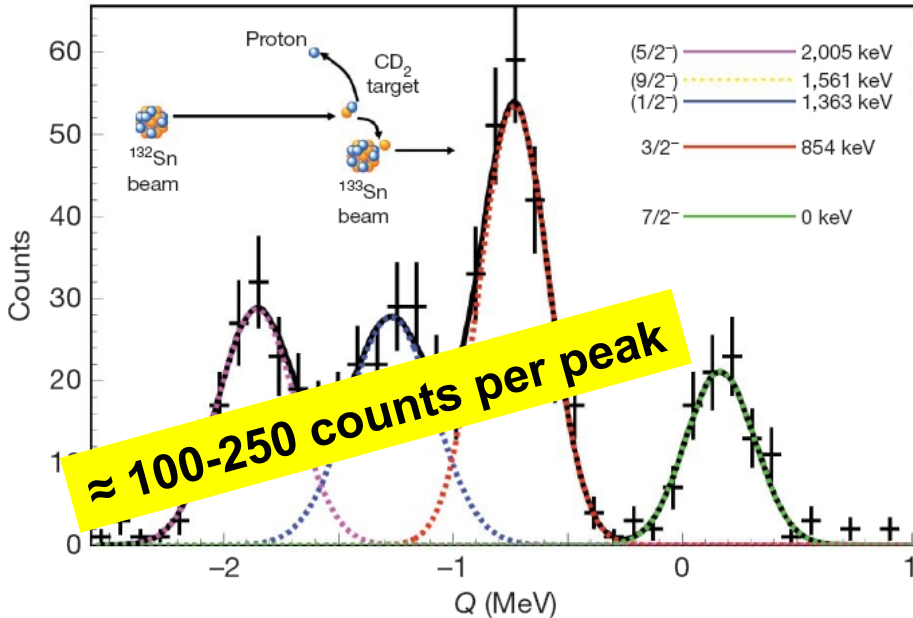 60
50
40
30
20
0
Counts
−2
−1
0
1
Q (MeV)
Proton
CD₂
target
¹³²Sn
beam
¹³³Sn
beam
(5/2⁻) 2,005 keV
(9/2⁻) 1,561 keV
(1/2⁻) 1,363 keV
3/2⁻ 854 keV
7/2⁻ 0 keV
≈ 100-250 counts per peak